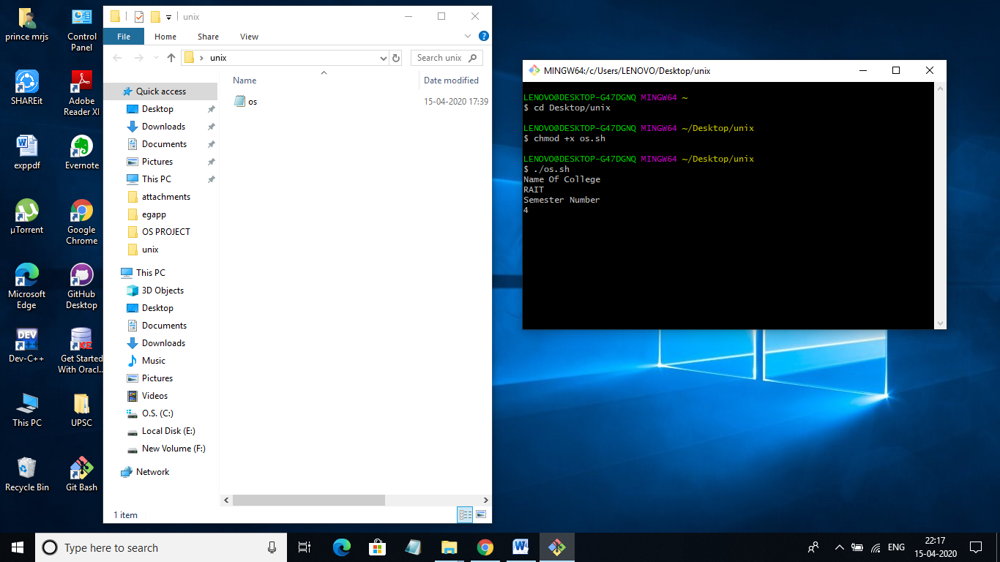 prince mrjs
Control
Panel
SHAREit
Adobe
Reader XI
exppdf
Evernote
µTorrent
Google
Chrome
Microsoft
Edge
GitHub
Desktop
DEV
Dev-C++
XE
Get Started
With Oracl...
This PC
UPSC
Recycle Bin
Git Bash
unix
File
Home
Share
View
unix
Search unix
Name
Date modified
os
15-04-2020 17:39
Quick access
Desktop
Downloads
Documents
Pictures
This PC
attachments
egapp
OS PROJECT
unix
This PC
3D Objects
Desktop
Documents
Downloads
Music
Pictures
Videos
O.S. (C:)
Local Disk (E:)
New Volume (F:)
Network
1 item
MINGW64:/c/Users/LENOVO/Desktop/unix
LENOVO@DESKTOP-G47DGNQ MINGW64 ~
$ cd Desktop/unix
LENOVO@DESKTOP-G47DGNQ MINGW64 ~/Desktop/unix
$ chmod +x os.sh
LENOVO@DESKTOP-G47DGNQ MINGW64 ~/Desktop/unix
$ ./os.sh
Name Of College
RAIT
Semester Number
4
Type here to search
ENG
22:17
15-04-2020